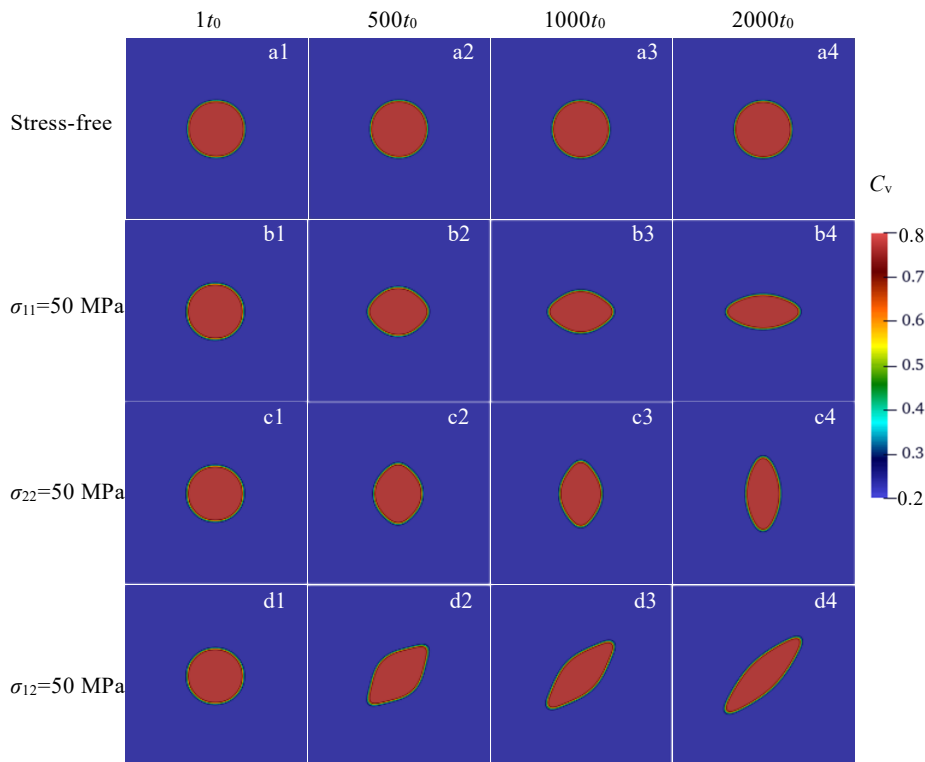 1t₀ 500t₀ 1000t₀ 2000t₀
a1 a2 a3 a4
Stress-free
Cᵥ
b1 b2 b3 b4
0.8
0.7
σ₁₁=50 MPa
0.6
0.5
c1 c2 c3 c4
0.4
0.3
σ₂₂=50 MPa
0.2
d1 d2 d3 d4
σ₁₂=50 MPa